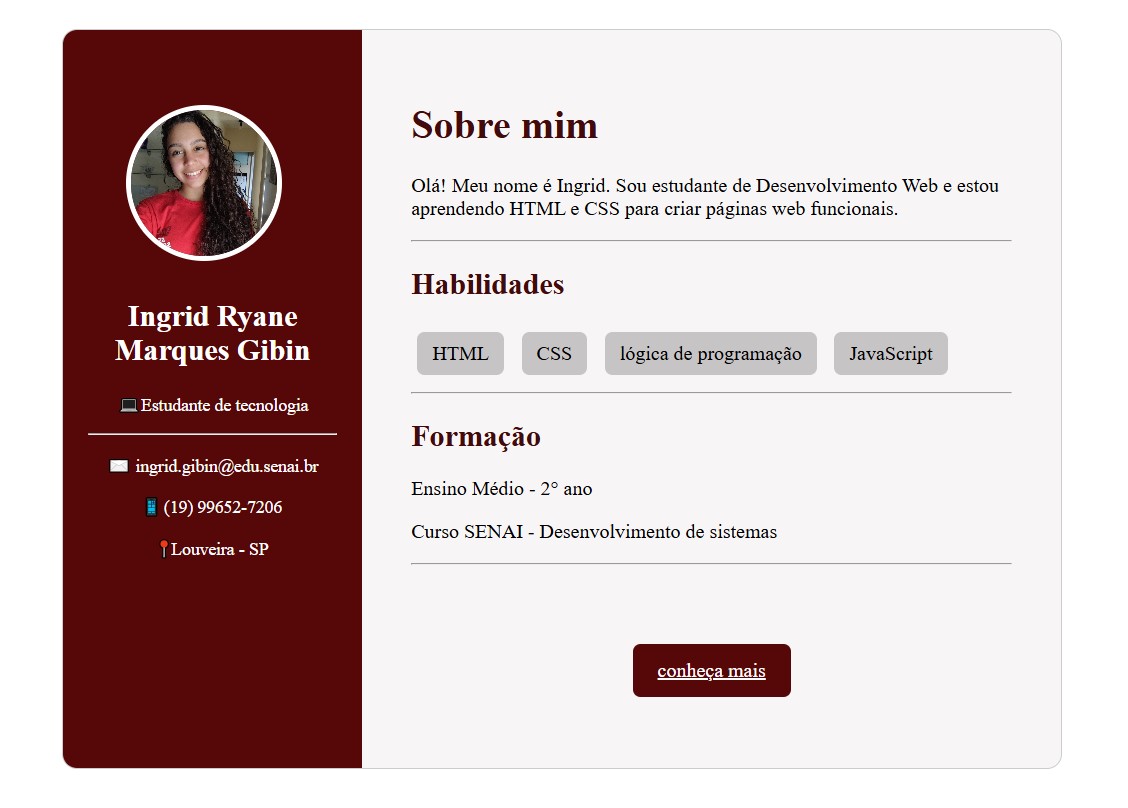 Ingrid Ryane
Marques Gibin
💻 Estudante de tecnologia
✉️ ingrid.gibin@edu.senai.br
📱 (19) 99652-7206
📍Louveira - SP
Sobre mim
Olá! Meu nome é Ingrid. Sou estudante de Desenvolvimento Web e estou
aprendendo HTML e CSS para criar páginas web funcionais.
Habilidades
HTML CSS lógica de programação JavaScript
Formação
Ensino Médio - 2° ano
Curso SENAI - Desenvolvimento de sistemas
conheça mais